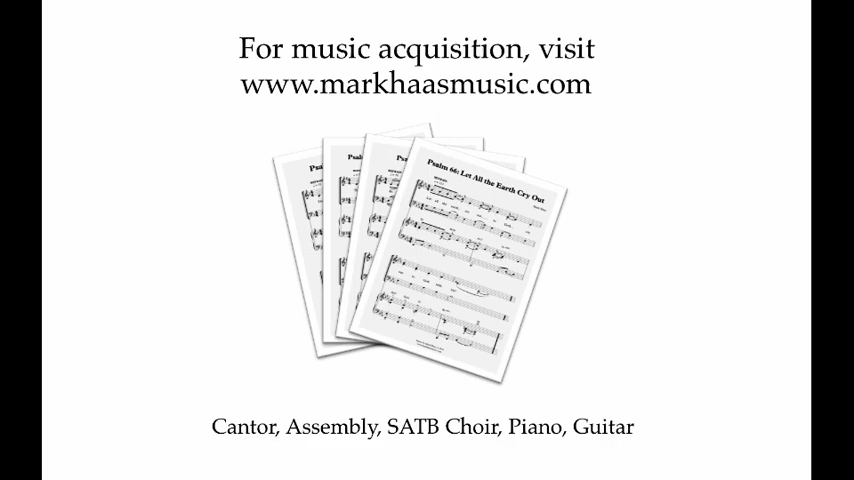 For music acquisition, visit
www.markhaasmusic.com
Psalm 66: Let All the Earth Cry Out
Cantor, Assembly, SATB Choir, Piano, Guitar